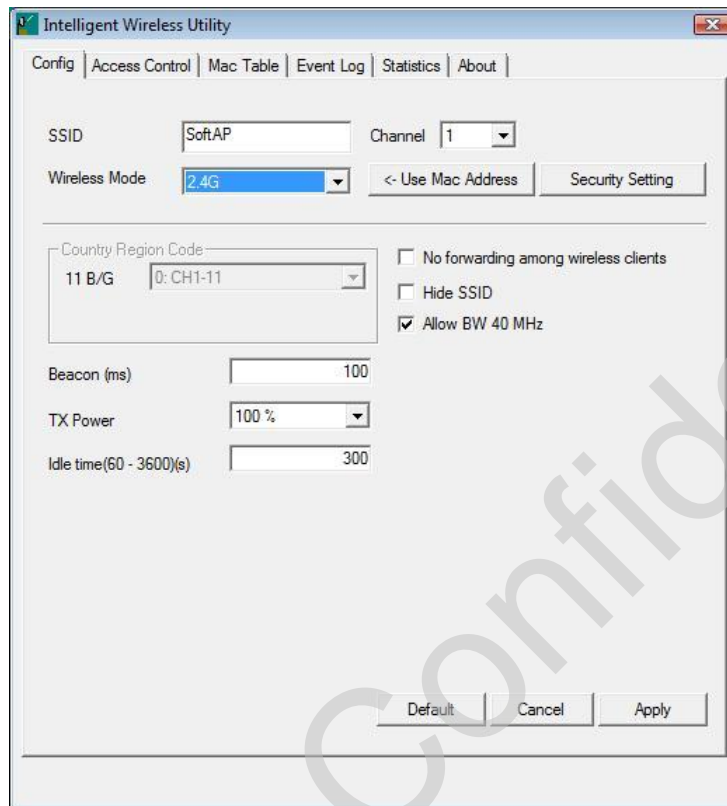 Intelligent Wireless Utility
Config Access Control Mac Table Event Log Statistics About
SSID SoftAP Channel 1
Wireless Mode 2.4G <- Use Mac Address Security Setting
Country Region Code
11 B/G 0: CH1-11
No forwarding among wireless clients
Hide SSID
Allow BW 40 MHz
Beacon (ms) 100
TX Power 100 %
Idle time(60 - 3600)(s) 300
Default Cancel Apply
Confid